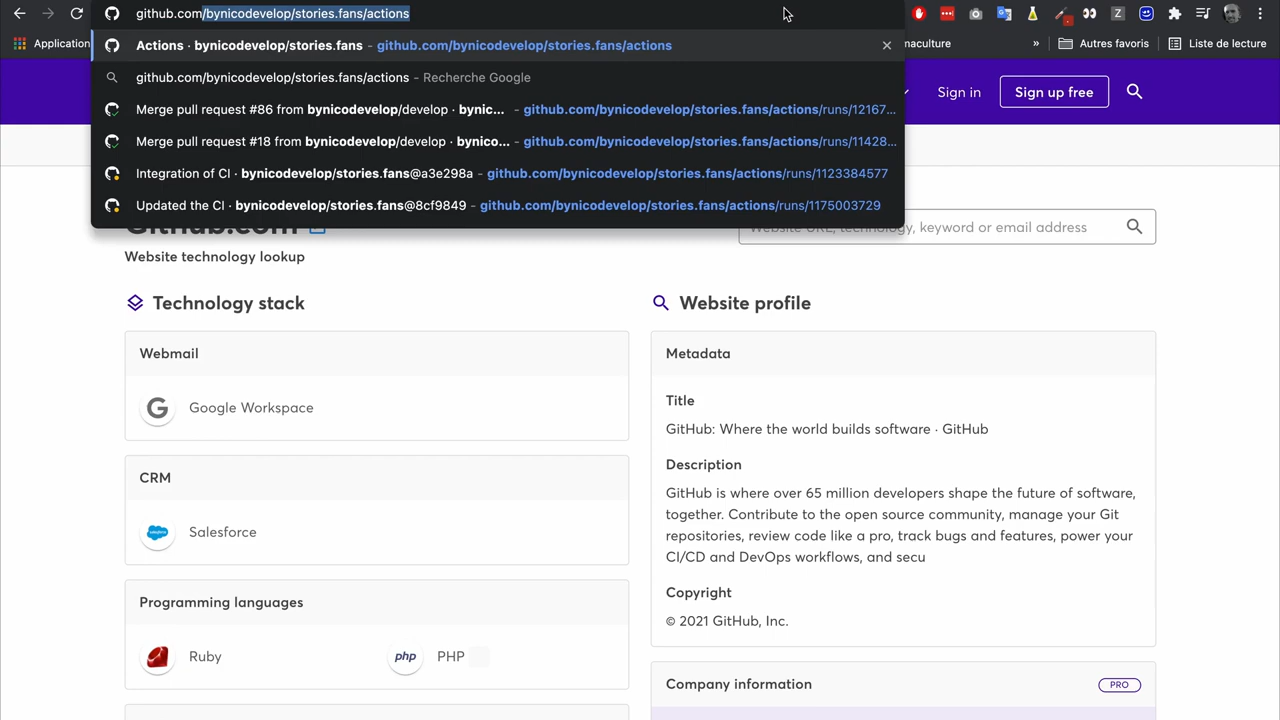 github.com/bynicodevelop/stories.fans/actions
Actions · bynicodevelop/stories.fans - github.com/bynicodevelop/stories.fans/actions
github.com/bynicodevelop/stories.fans/actions - Recherche Google
Merge pull request #86 from bynicodevelop/develop · bynic... - github.com/bynicodevelop/stories.fans/actions/runs/12167...
Merge pull request #18 from bynicodevelop/develop · bynico... - github.com/bynicodevelop/stories.fans/actions/runs/11428...
Integration of CI · bynicodevelop/stories.fans@a3e298a - github.com/bynicodevelop/stories.fans/actions/runs/1123384577
Updated the CI · bynicodevelop/stories.fans@8cf9849 - github.com/bynicodevelop/stories.fans/actions/runs/1175003729
Application
naculture
»
Autres favoris
Liste de lecture
Sign in
Sign up free
Github.com
Website URL, technology, keyword or email address
Website technology lookup
Technology stack
Webmail
Google Workspace
CRM
Salesforce
Programming languages
Ruby
php PHP
Website profile
Metadata
Title
GitHub: Where the world builds software · GitHub
Description
GitHub is where over 65 million developers shape the future of software,
together. Contribute to the open source community, manage your Git
repositories, review code like a pro, track bugs and features, power your
CI/CD and DevOps workflows, and secu
Copyright
© 2021 GitHub, Inc.
Company information
PRO